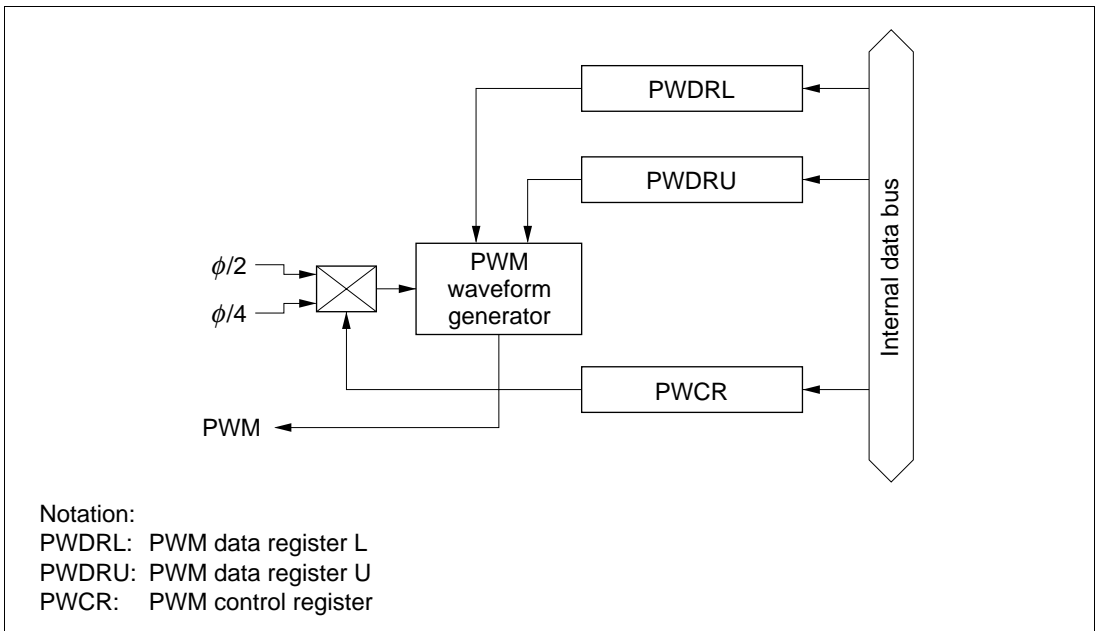 PWDRL
PWDRU
ϕ/2
ϕ/4
PWM
waveform
generator
PWCR
PWM
Internal data bus
Notation:
PWDRL: PWM data register L
PWDRU: PWM data register U
PWCR: PWM control register